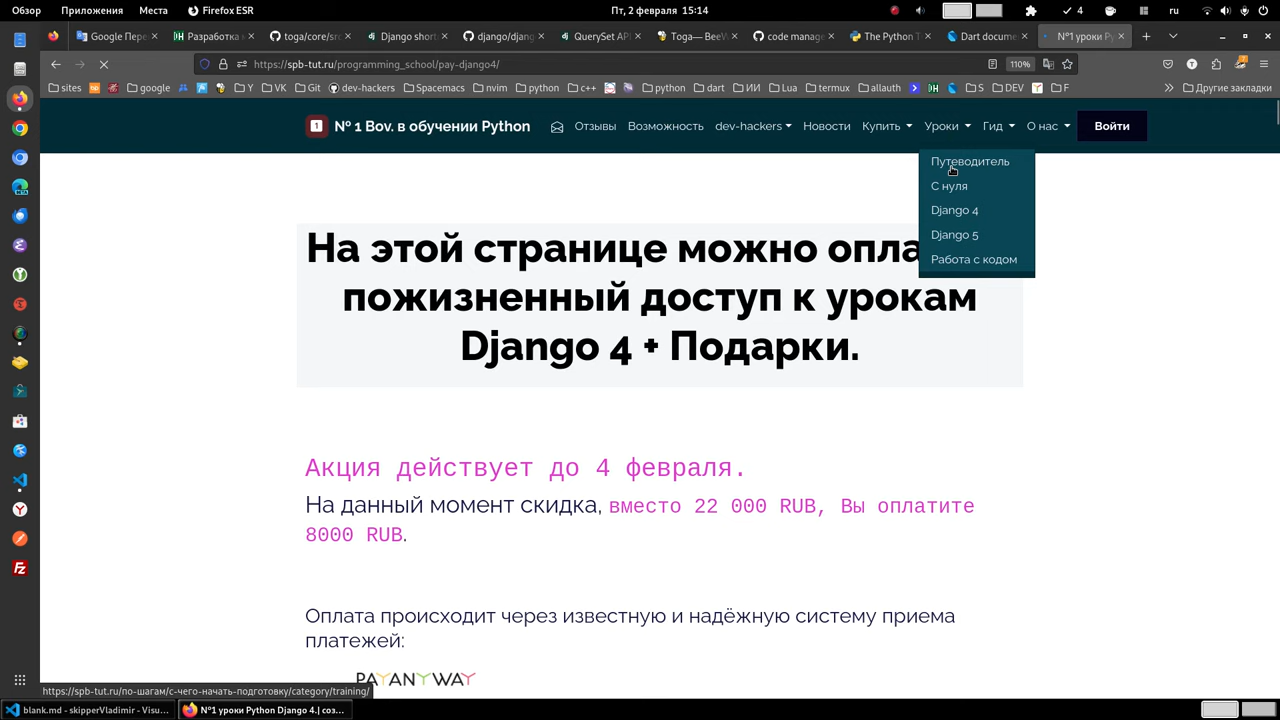 Обзор Приложения Места Firefox ESR Пт, 2 февраля 15:14 4 ru
Google Пере Разработка toga/core/sr Django short django/djang QuerySet API Toga— BeeW code manage The Python T Dart docume N°1 уроки Py
https://spb-tut.ru/programming_school/pay-django4/ 110%
sites google Y VK Git dev-hackers Spacemacs nvim python c++ python dart ИИ Lua termux allauth S DEV F Другие закладки
№ 1 Bov. в обучении Python Отзывы Возможность dev-hackers Новости Купить Уроки Гид О нас Войти
Путеводитель
С нуля
Django 4
Django 5
Работа с кодом
На этой странице можно опла
пожизненный доступ к урокам
Django 4 + Подарки.
Акция действует до 4 февраля.
На данный момент скидка, вместо 22 000 RUB, Вы оплатите
8000 RUB.
Оплата происходит через известную и надёжную систему приема
платежей:
PAYANYWAY
https://spb-tut.ru/по-шагам/с-чего-начать-подготовку/category/training/
blank.md - skipperVladimir - Visu... N°1 уроки Python Django 4.| соз...